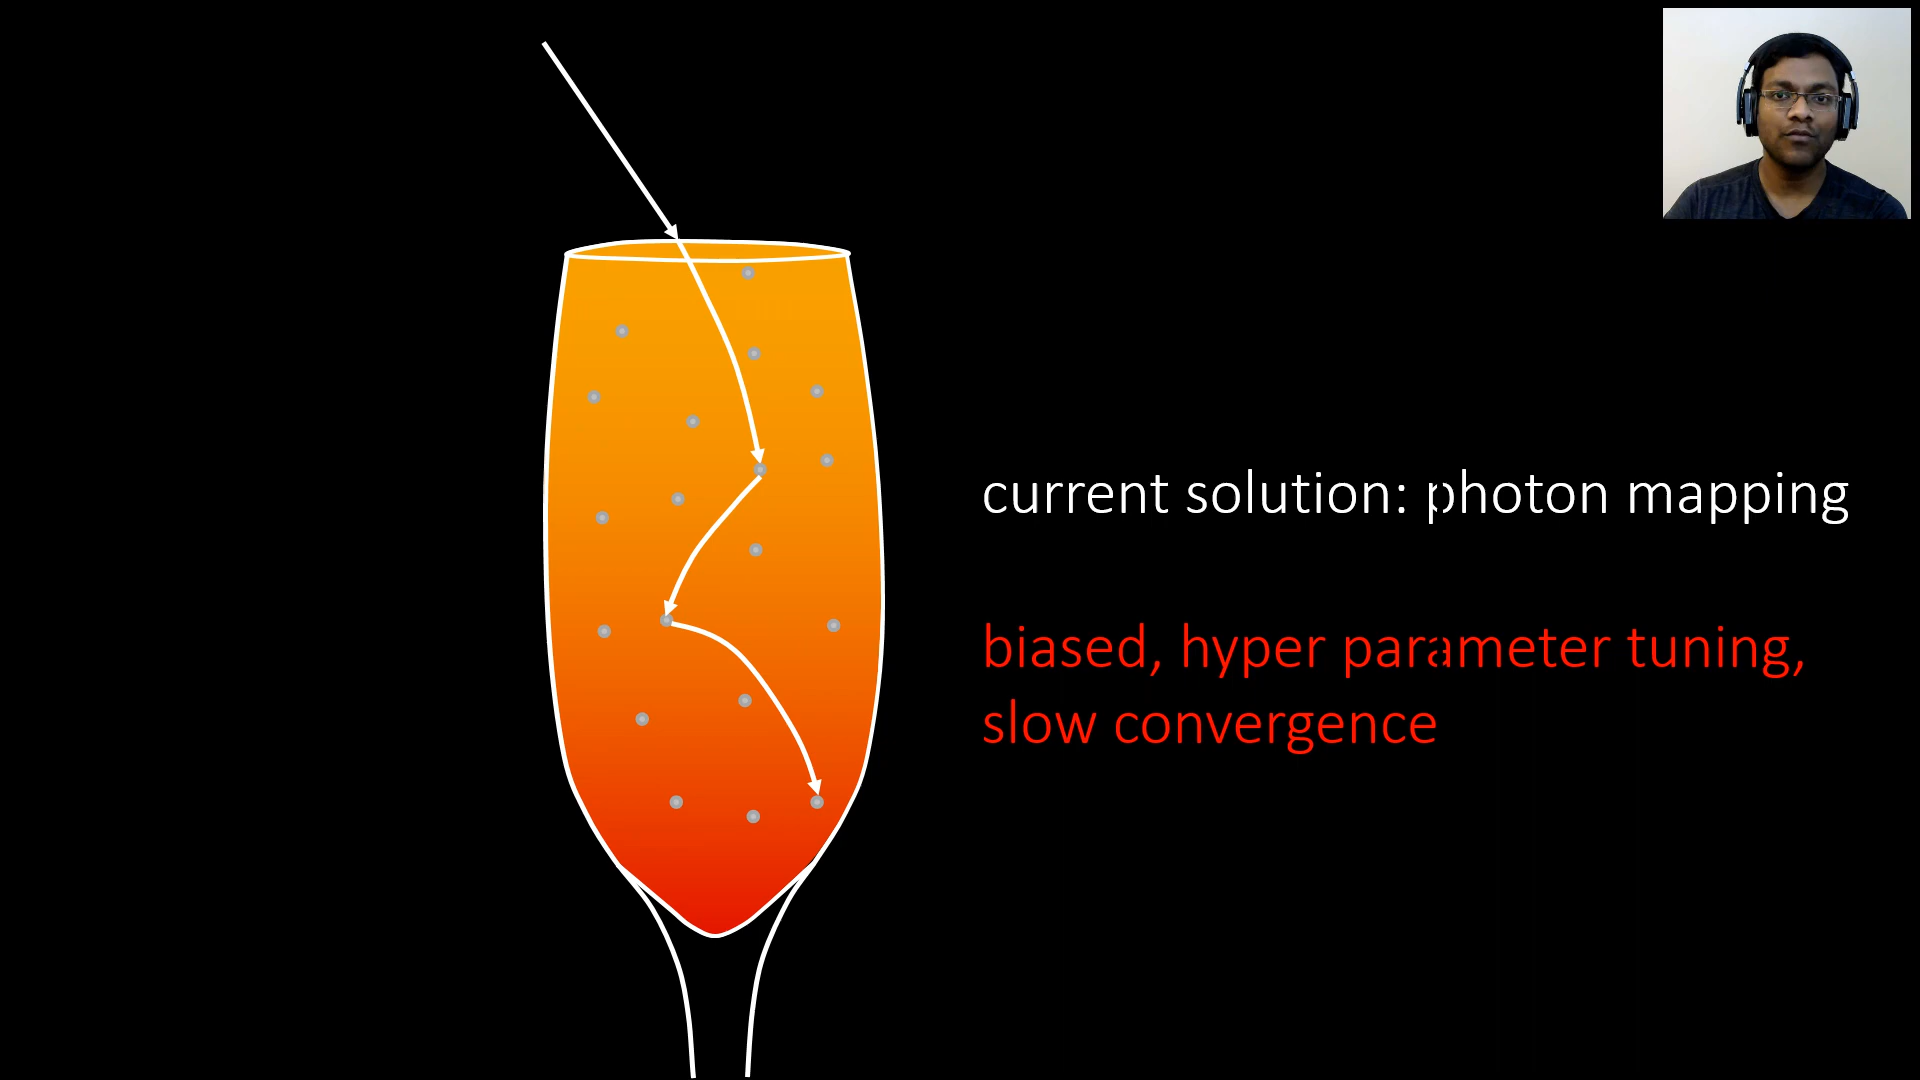 current solution: photon mapping
biased, hyper parameter tuning,
slow convergence